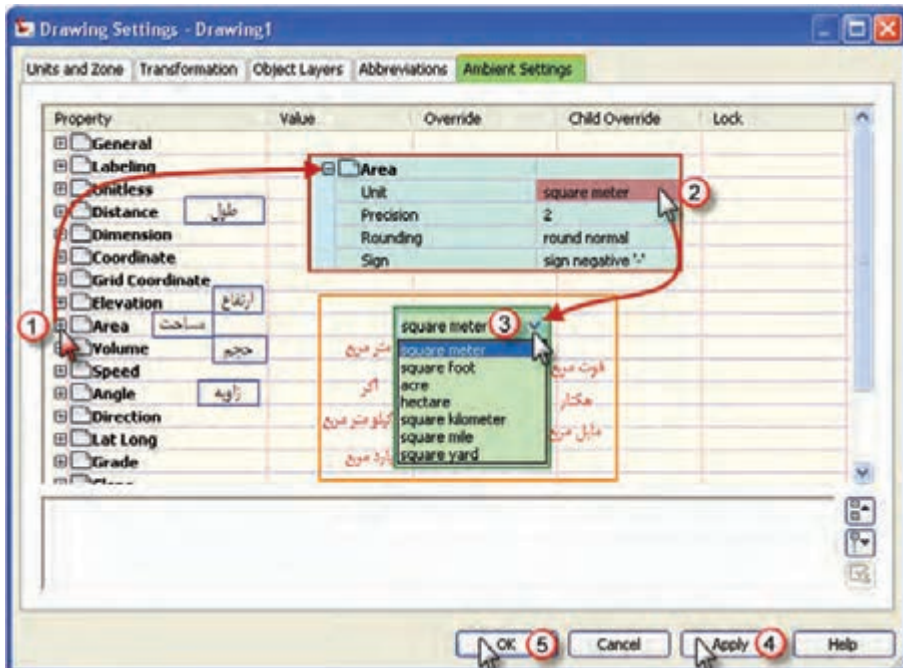 Drawing Settings - Drawing1
Units and Zone Transformation Object Layers Abbreviations Ambient Settings
Property Value Override Child Override Lock
General
Labeling
Unitless
Distance طول
Dimension
Coordinate
Grid Coordinate
Elevation ارتفاع
1 Area مساحت
Volume حجم
Speed
Angle زاویه
Direction
Lat Long
Grade
Slope
Area
Unit square meter 2
Precision 2
Rounding round normal
Sign sign negative '-'
square meter 3
متر مربع square meter
square foot فوت مربع
اکر acre
hectare هکتار
کیلو متر مربع square kilometer
square mile مایل مربع
یارد مربع square yard
OK 5 Cancel Apply 4 Help